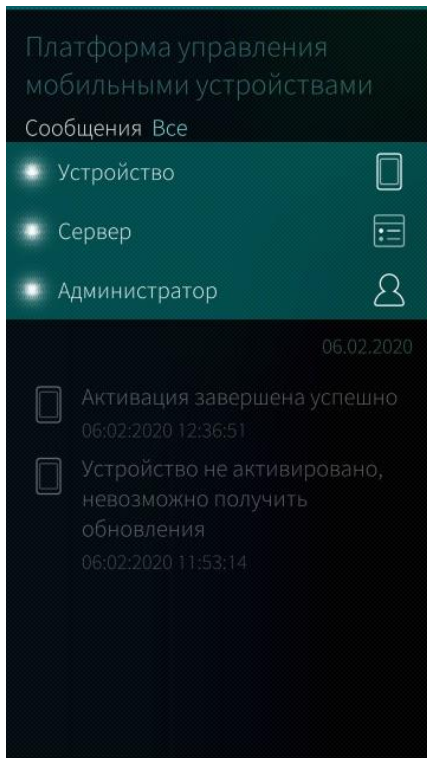 Платформа управления
мобильными устройствами
Сообщения Все
Устройство
Сервер
Администратор
06.02.2020
Активация завершена успешно
06:02:2020 12:36:51
Устройство не активировано,
невозможно получить
обновления
06:02:2020 11:53:14